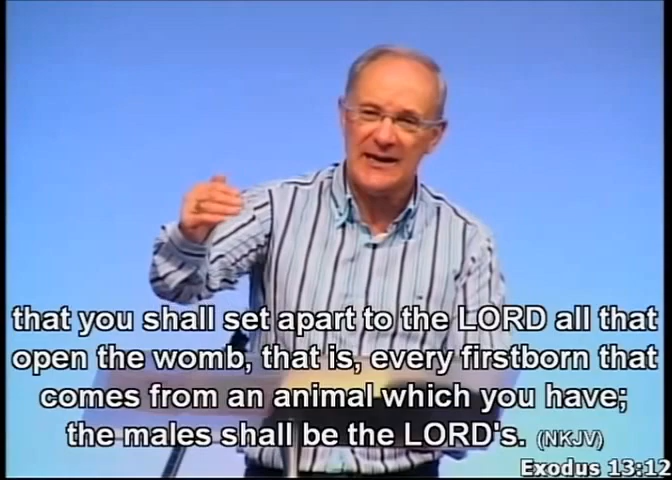 that you shall set apart to the LORD all that
open the womb, that is, every firstborn that
comes from an animal which you have;
the males shall be the LORD's. (NKJV)
Exodus 13:12